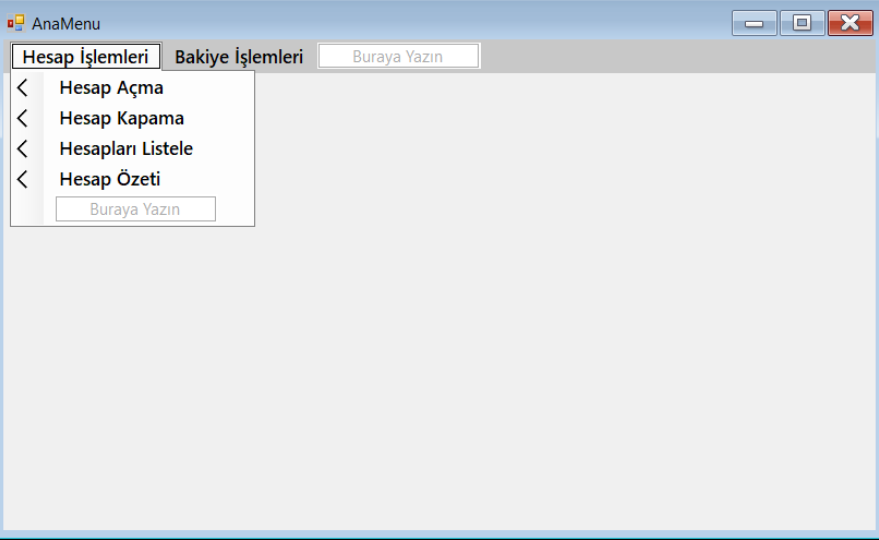 AnaMenu
Hesap İşlemleri Bakiye İşlemleri Buraya Yazın
Hesap Açma
Hesap Kapama
Hesapları Listele
Hesap Özeti
Buraya Yazın